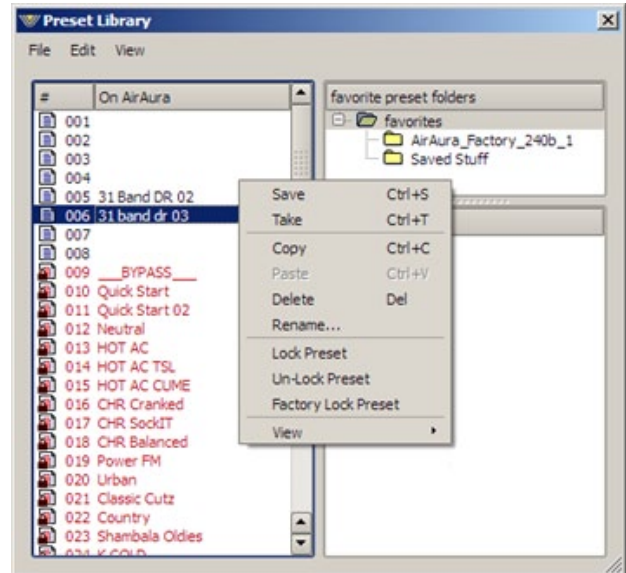 Preset Library
File Edit View
# On AirAura
001
002
003
004
005 31 Band DR 02
006 31 band dr 03
007
008
009 __BYPASS__
010 Quick Start
011 Quick Start 02
012 Neutral
013 HOT AC
014 HOT AC TSL
015 HOT AC CUME
016 CHR Cranked
017 CHR SockIT
018 CHR Balanced
019 Power FM
020 Urban
021 Classic Cutz
022 Country
023 Shambala Oldies
024 K GOLD
favorite preset folders
favorites
AirAura_Factory_240b_1
Saved Stuff
Save Ctrl+S
Take Ctrl+T
Copy Ctrl+C
Paste Ctrl+V
Delete Del
Rename...
Lock Preset
Un-Lock Preset
Factory Lock Preset
View